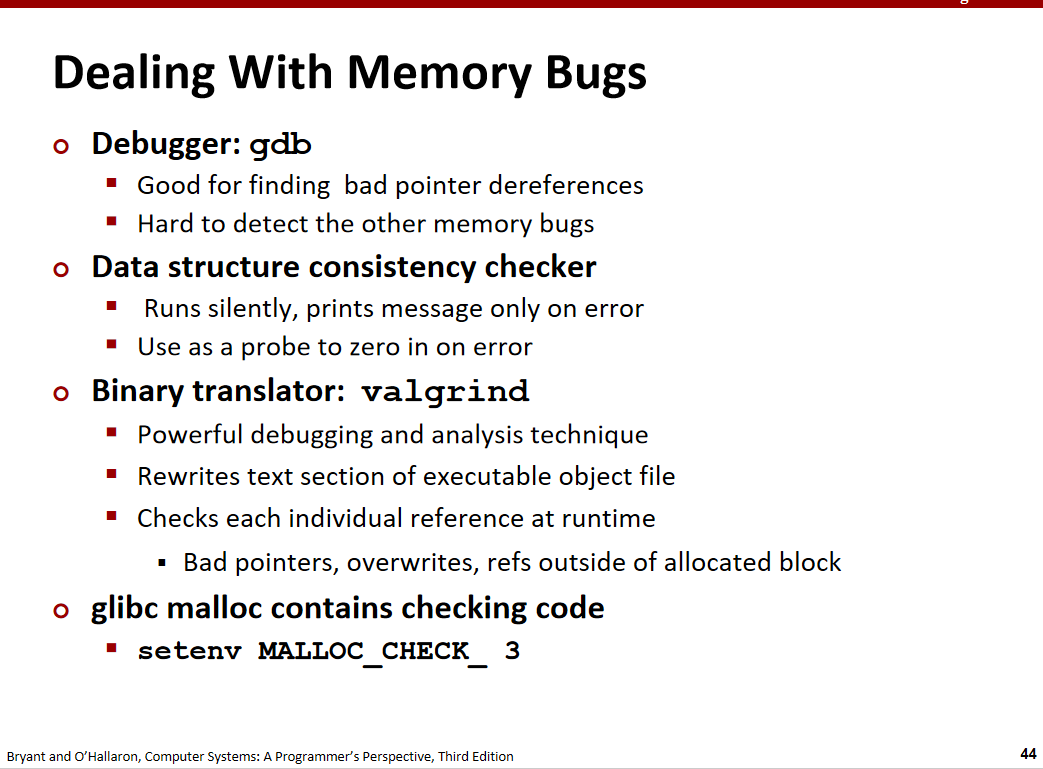 Dealing With Memory Bugs
Debugger: gdb
Good for finding bad pointer dereferences
Hard to detect the other memory bugs
Data structure consistency checker
Runs silently, prints message only on error
Use as a probe to zero in on error
Binary translator: valgrind
Powerful debugging and analysis technique
Rewrites text section of executable object file
Checks each individual reference at runtime
Bad pointers, overwrites, refs outside of allocated block
glibc malloc contains checking code
setenv MALLOC_CHECK_ 3
Bryant and O'Hallaron, Computer Systems: A Programmer's Perspective, Third Edition
44